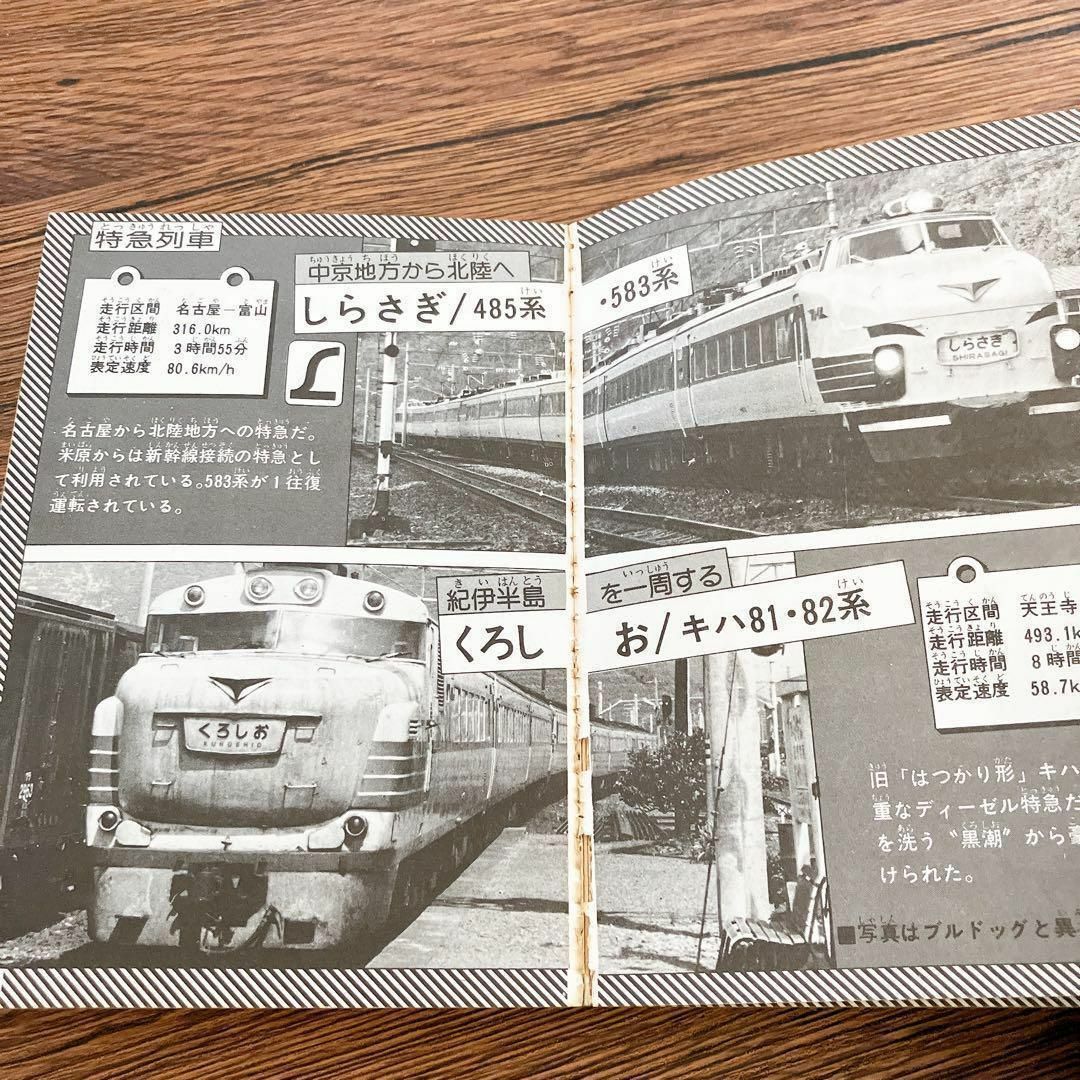 特急列車
走行区間 名古屋ー富山
走行距離 316.0km
走行時間 3時間55分
表定速度 80.6km/h
中京地方から北陸へ
しらさぎ/485系
・583系
名古屋から北陸地方への特急だ。
米原からは新幹線接続の特急とし
て利用されている。583系が1往復
運転されている。
しらさぎ
SHIRASAGI
紀伊半島を一周する
くろしお/キハ81・82系
くろしお
KUROSHIO
走行区間 天王寺
走行距離 493.1k
走行時間 8時間
表定速度 58.7k
旧「はつかり形」キハ
重なディーゼル特急だ
を洗う“黒潮”から豪
けられた。
■写真はブルドッグと異